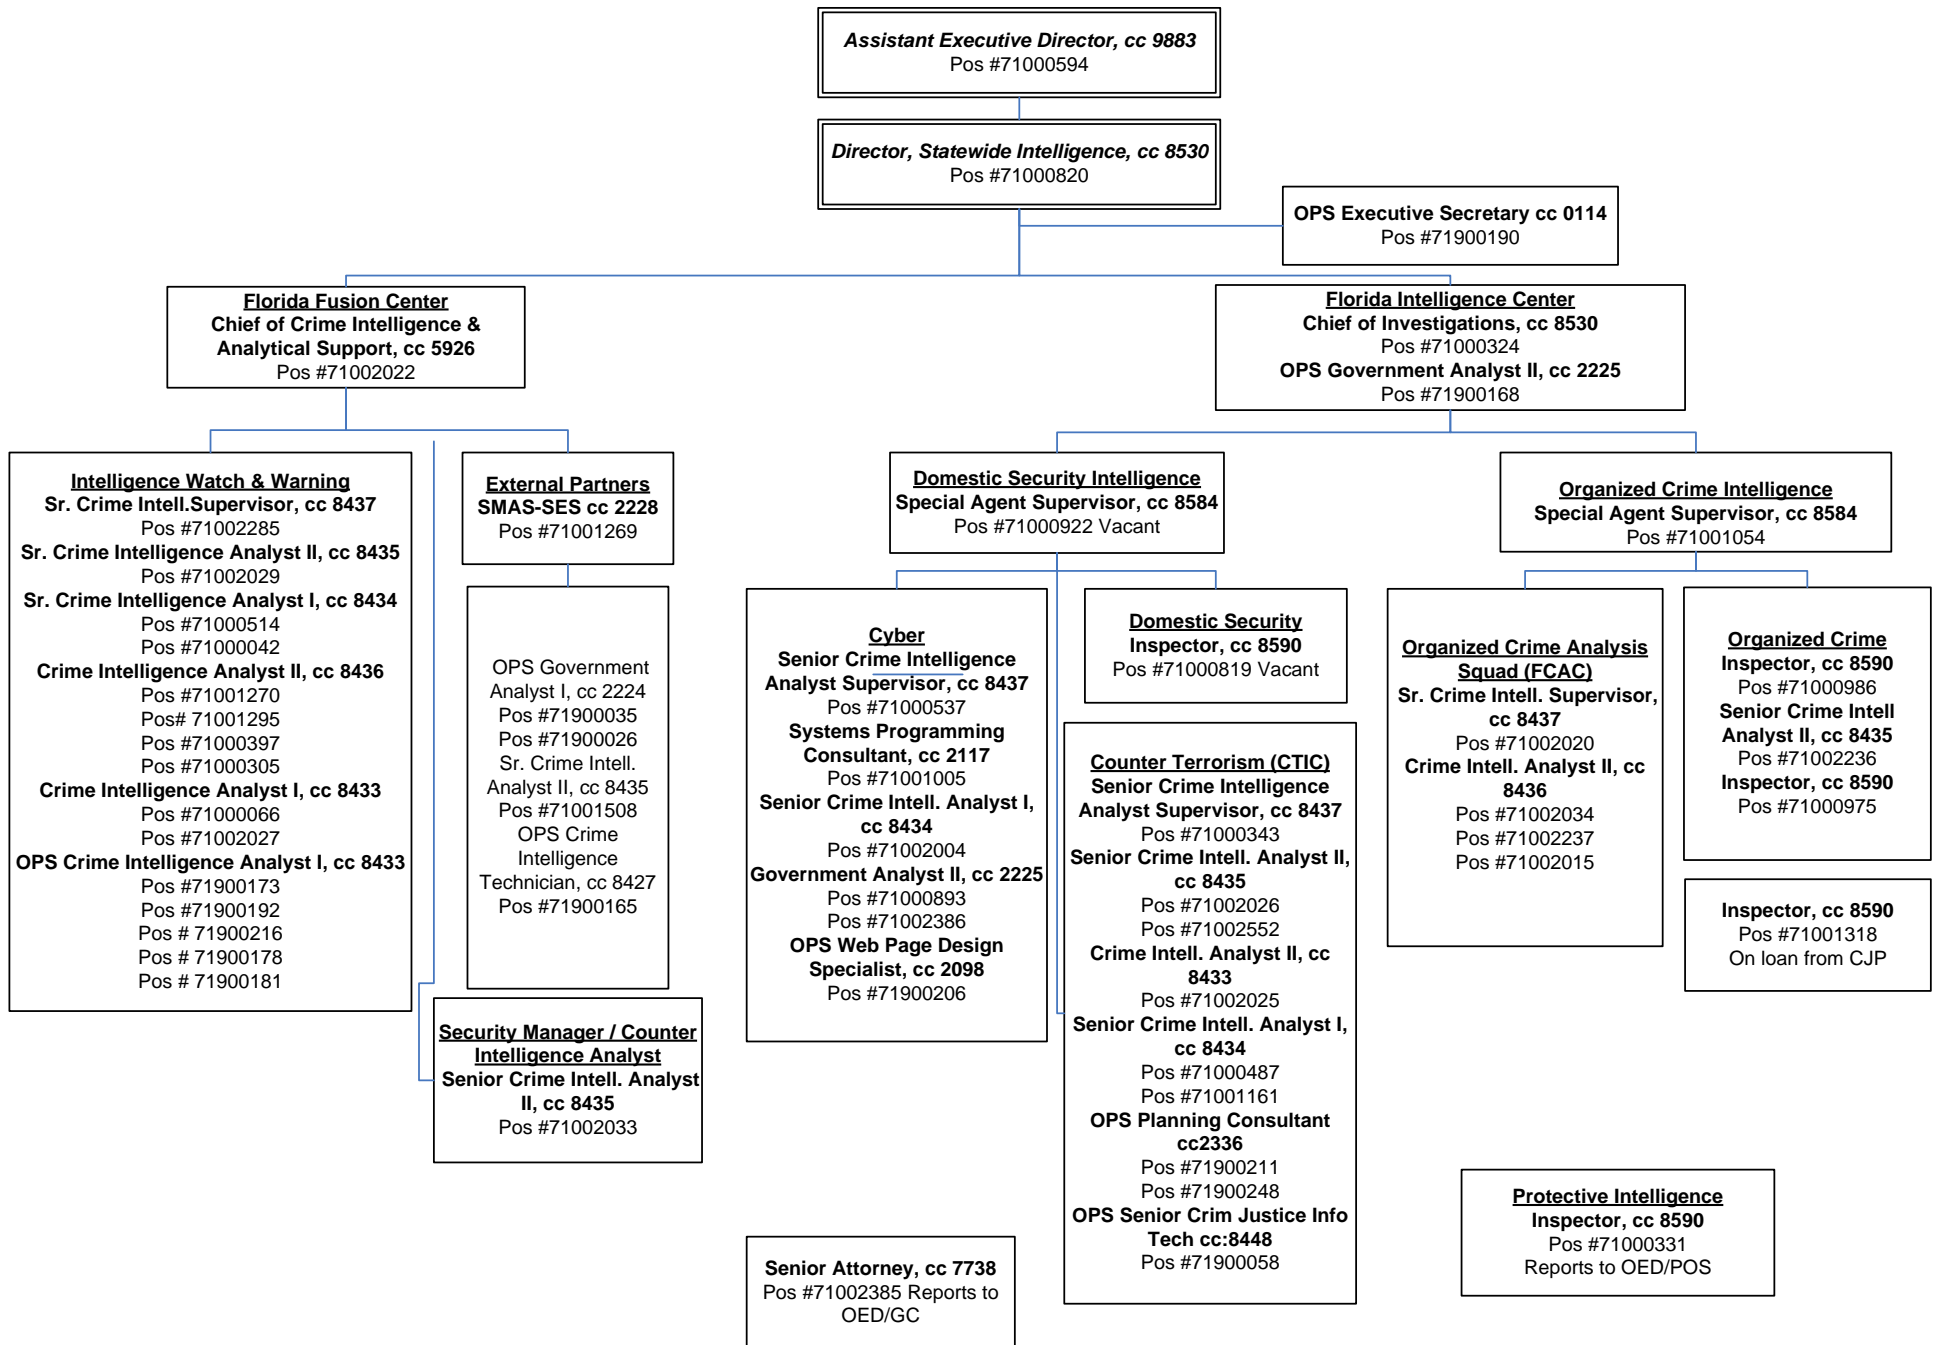 Assistant Executive Director, cc 9883
Pos #71000594
Director, Statewide Intelligence, cc 8530
Pos #71000820
OPS Executive Secretary cc 0114
Pos #71900190
Florida Fusion Center
Chief of Crime Intelligence &
Analytical Support, cc 5926
Pos #71002022
Florida Intelligence Center
Chief of Investigations, cc 8530
Pos #71000324
OPS Government Analyst II, cc 2225
Pos #71900168
Intelligence Watch & Warning
Sr. Crime Intell.Supervisor, cc 8437
Pos #71002285
Sr. Crime Intelligence Analyst II, cc 8435
Pos #71002029
Sr. Crime Intelligence Analyst I, cc 8434
Pos #71000514
Pos #71000042
Crime Intelligence Analyst II, cc 8436
Pos #71001270
Pos# 71001295
Pos #71000397
Pos #71000305
Crime Intelligence Analyst I, cc 8433
Pos #71000066
Pos #71002027
OPS Crime Intelligence Analyst I, cc 8433
Pos #71900173
Pos #71900192
Pos # 71900216
Pos # 71900178
Pos # 71900181
External Partners
SMAS-SES cc 2228
Pos #71001269
OPS Government
Analyst I, cc 2224
Pos #71900035
Pos #71900026
Sr. Crime Intell.
Analyst II, cc 8435
Pos #71001508
OPS Crime
Intelligence
Technician, cc 8427
Pos #71900165
Security Manager / Counter
Intelligence Analyst
Senior Crime Intell. Analyst
II, cc 8435
Pos #71002033
Domestic Security Intelligence
Special Agent Supervisor, cc 8584
Pos #71000922 Vacant
Cyber
Senior Crime Intelligence
Analyst Supervisor, cc 8437
Pos #71000537
Systems Programming
Consultant, cc 2117
Pos #71001005
Senior Crime Intell. Analyst I,
cc 8434
Pos #71002004
Government Analyst II, cc 2225
Pos #71000893
Pos #71002386
OPS Web Page Design
Specialist, cc 2098
Pos #71900206
Domestic Security
Inspector, cc 8590
Pos #71000819 Vacant
Counter Terrorism (CTIC)
Senior Crime Intelligence
Analyst Supervisor, cc 8437
Pos #71000343
Senior Crime Intell. Analyst II,
cc 8435
Pos #71002026
Pos #71002552
Crime Intell. Analyst II, cc
8433
Pos #71002025
Senior Crime Intell. Analyst I,
cc 8434
Pos #71000487
Pos #71001161
OPS Planning Consultant
cc2336
Pos #71900211
Pos #71900248
OPS Senior Crim Justice Info
Tech cc:8448
Pos #71900058
Organized Crime Intelligence
Special Agent Supervisor, cc 8584
Pos #71001054
Organized Crime Analysis
Squad (FCAC)
Sr. Crime Intell. Supervisor,
cc 8437
Pos #71002020
Crime Intell. Analyst II, cc
8436
Pos #71002034
Pos #71002237
Pos #71002015
Organized Crime
Inspector, cc 8590
Pos #71000986
Senior Crime Intell
Analyst II, cc 8435
Pos #71002236
Inspector, cc 8590
Pos #71000975
Inspector, cc 8590
Pos #71001318
On loan from CJP
Senior Attorney, cc 7738
Pos #71002385 Reports to
OED/GC
Protective Intelligence
Inspector, cc 8590
Pos #71000331
Reports to OED/POS